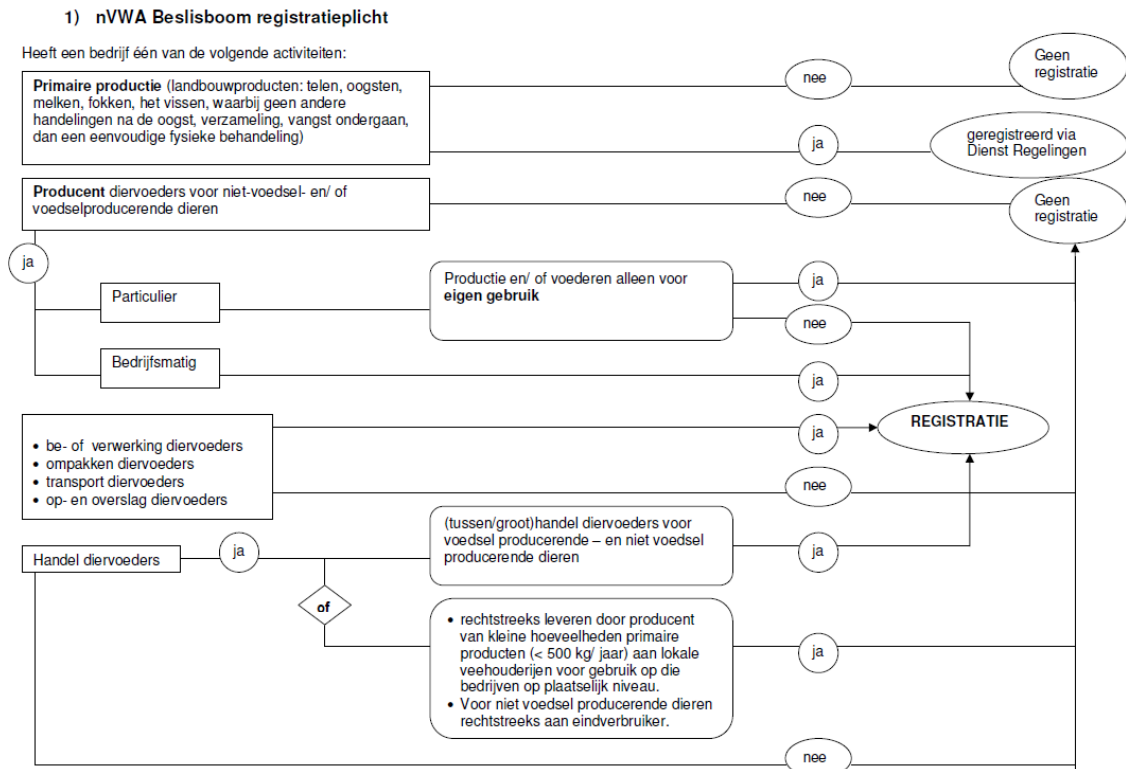 1) nVWA Beslisboom registratieplicht
Heeft een bedrijf één van de volgende activiteiten:
Primaire productie (landbouwproducten: telen, oogsten,
melken, fokken, het vissen, waarbij geen andere
handelingen na de oogst, verzameling, vangst ondergaan,
dan een eenvoudige fysieke behandeling)
nee
Geen
registratie
ja
geregistreerd via
Dienst Regelingen
Producent diervoeders voor niet-voedsel- en/ of
voedselproducerende dieren
nee
Geen
registratie
ja
Particulier
Productie en/ of voederen alleen voor
eigen gebruik
ja
nee
Bedrijfsmatig
ja
REGISTRATIE
• be- of verwerking diervoeders
• ompakken diervoeders
• transport diervoeders
• op- en overslag diervoeders
ja
nee
Handel diervoeders
ja
(tussen/groot)handel diervoeders voor
voedsel producerende – en niet voedsel
producerende dieren
ja
of
• rechtstreeks leveren door producent
van kleine hoeveelheden primaire
producten (< 500 kg/ jaar) aan lokale
veehouderijen voor gebruik op die
bedrijven op plaatselijk niveau.
• Voor niet voedsel producerende dieren
rechtstreeks aan eindverbruiker.
ja
nee